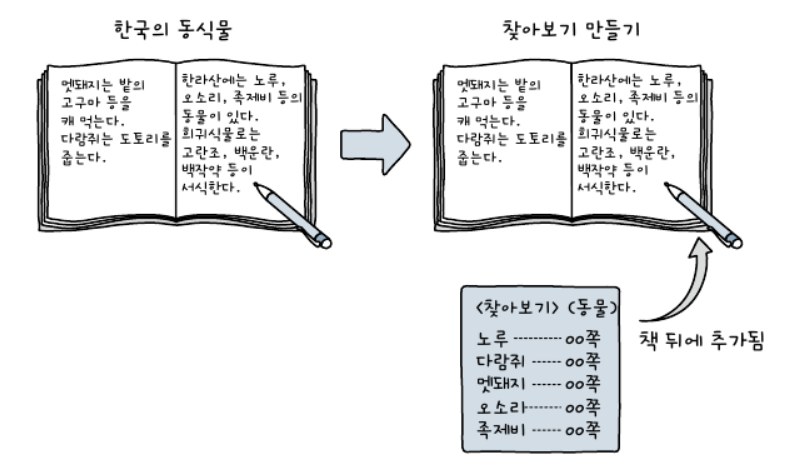 한국의 동식물
멧돼지는 밭의
고구마 등을
캐 먹는다.
다람쥐는 도토리를
줍는다.
한라산에는 노루,
오소리, 족제비 등의
동물이 있다.
희귀식물로는
고란조, 백운란,
백작약 등이
서식한다.
찾아보기 만들기
멧돼지는 밭의
고구마 등을
캐 먹는다.
다람쥐는 도토리를
줍는다.
한라산에는 노루,
오소리, 족제비 등의
동물이 있다.
희귀식물로는
고란조, 백운란,
백작약 등이
서식한다.
<찾아보기> (동물)
노루 ---------- oo쪽
다람쥐 ------ oo쪽
멧돼지 ------ oo쪽
오소리-------- oo쪽
족제비 ------ oo쪽
책 뒤에 추가됨